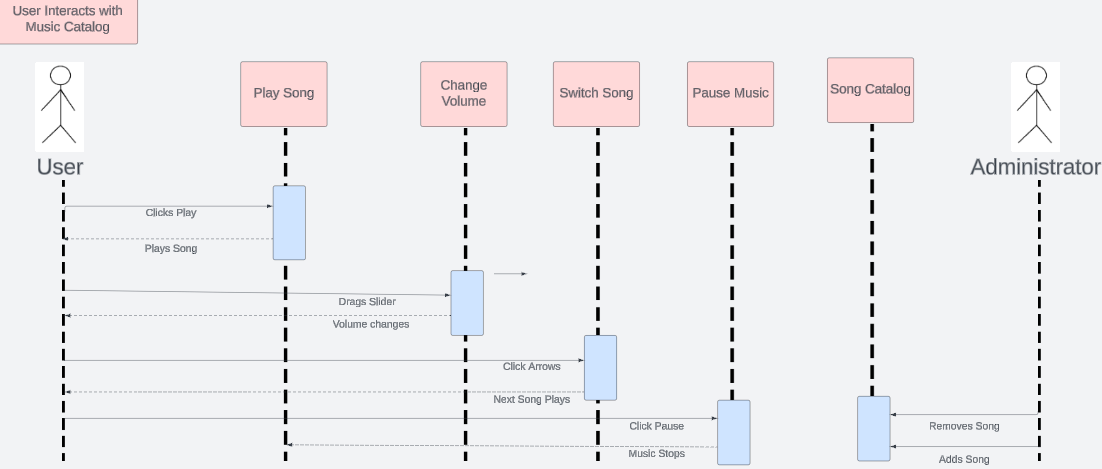 User Interacts with
Music Catalog
Play Song
Change
Volume
Switch Song
Pause Music
Song Catalog
User
Administrator
Clicks Play
Plays Song
Drags Slider
Volume changes
Click Arrows
Next Song Plays
Click Pause
Removes Song
Music Stops
Adds Song